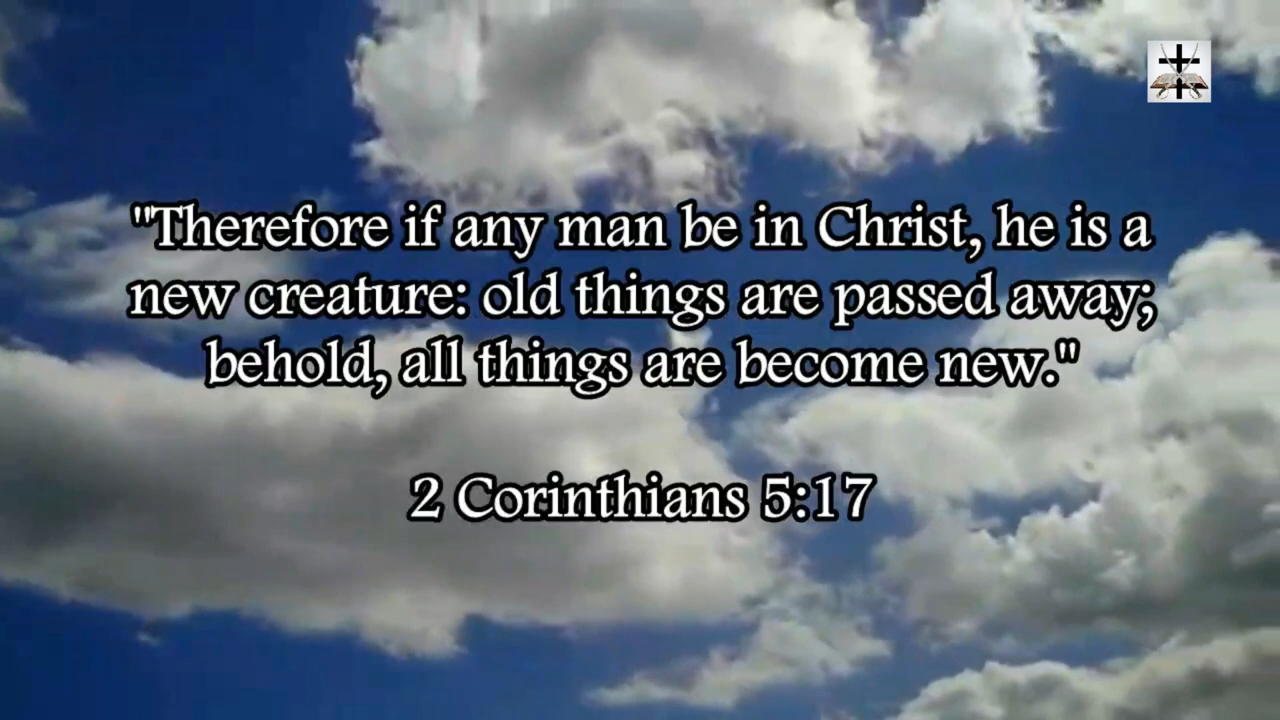 "Therefore if any man be in Christ, he is a
new creature: old things are passed away;
behold, all things are become new."
2 Corinthians 5:17